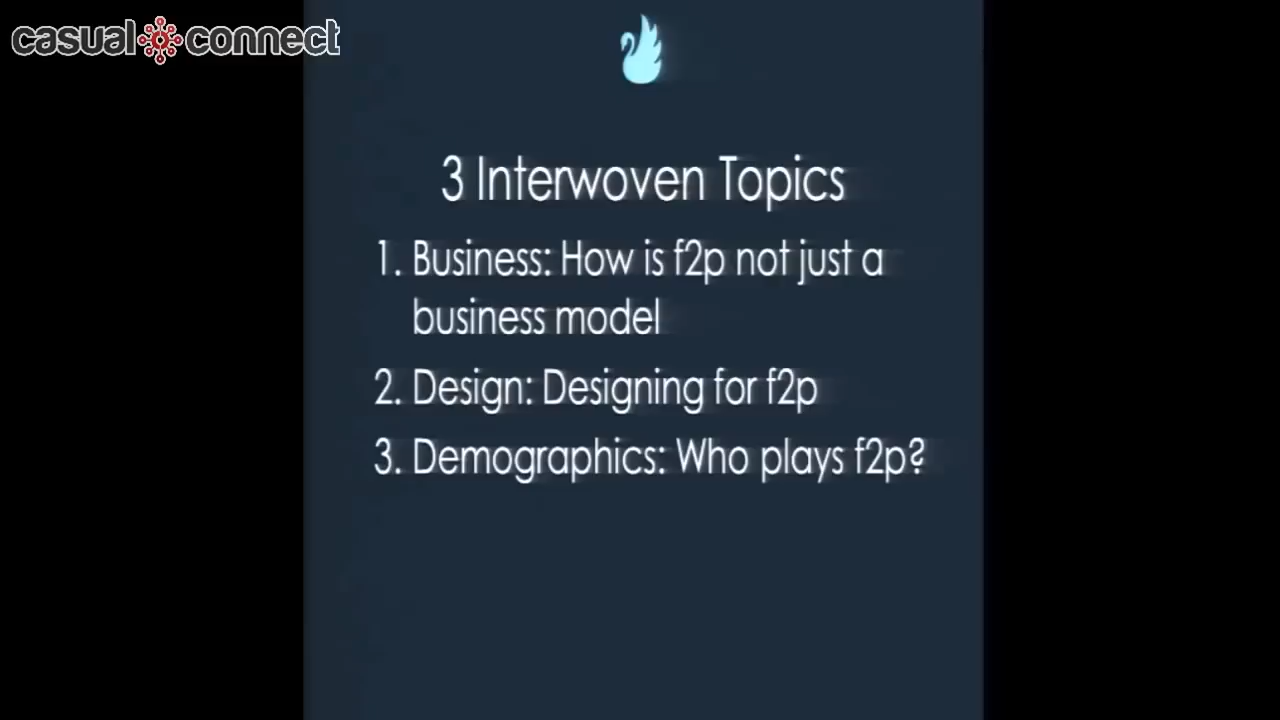 casual connect
3 Interwoven Topics
1. Business: How is f2p not just a
business model
2. Design: Designing for f2p
3. Demographics: Who plays f2p?